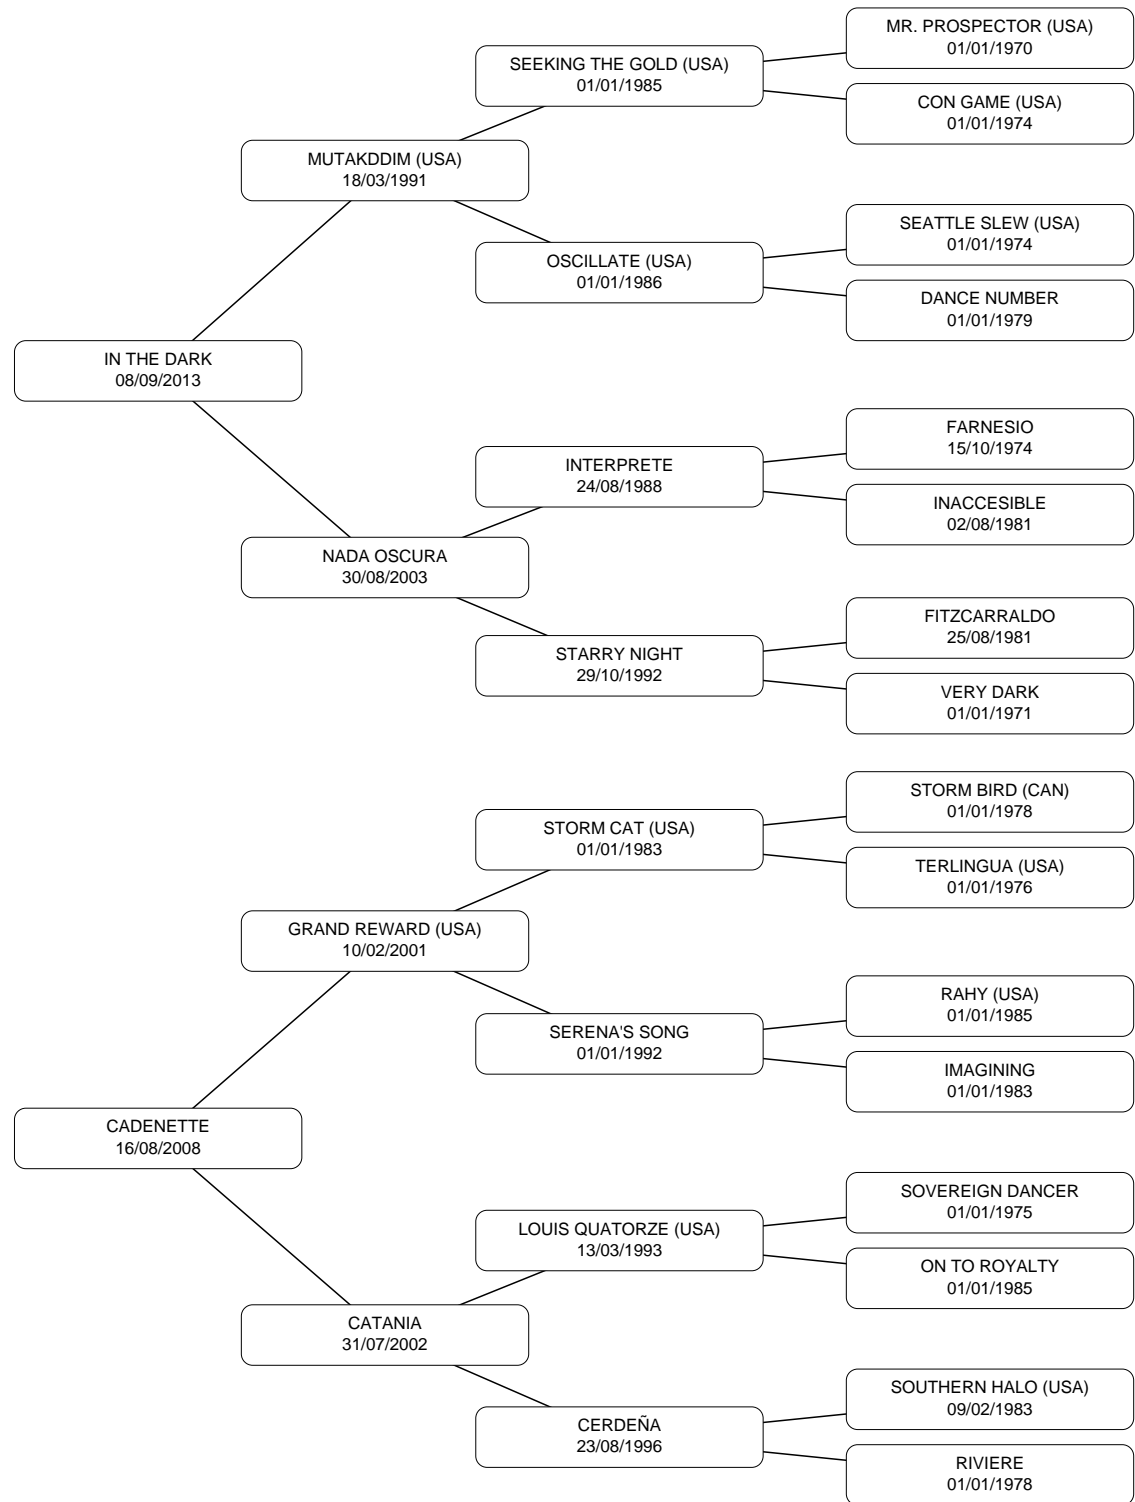 MR. PROSPECTOR (USA)
01/01/1970
SEEKING THE GOLD (USA)
01/01/1985
CON GAME (USA)
01/01/1974
MUTAKDDIM (USA)
18/03/1991
SEATTLE SLEW (USA)
01/01/1974
OSCILLATE (USA)
01/01/1986
DANCE NUMBER
01/01/1979
IN THE DARK
08/09/2013
FARNESIO
15/10/1974
INTERPRETE
24/08/1988
INACCESIBLE
02/08/1981
NADA OSCURA
30/08/2003
FITZCARRALDO
25/08/1981
STARRY NIGHT
29/10/1992
VERY DARK
01/01/1971
STORM BIRD (CAN)
01/01/1978
STORM CAT (USA)
01/01/1983
TERLINGUA (USA)
01/01/1976
GRAND REWARD (USA)
10/02/2001
RAHY (USA)
01/01/1985
SERENA'S SONG
01/01/1992
IMAGINING
01/01/1983
CADENETTE
16/08/2008
SOVEREIGN DANCER
01/01/1975
LOUIS QUATORZE (USA)
13/03/1993
ON TO ROYALTY
01/01/1985
CATANIA
31/07/2002
SOUTHERN HALO (USA)
09/02/1983
CERDEÑA
23/08/1996
RIVIERE
01/01/1978